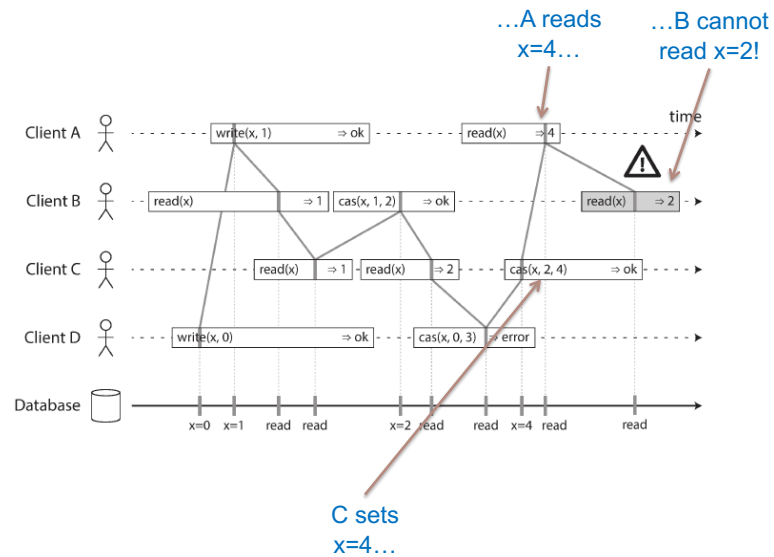 …A reads
x=4…
…B cannot
read x=2!
time
Client A
write(x, 1) ⇒ ok
read(x) ⇒ 4
Client B
read(x) ⇒ 1
cas(x, 1, 2) ⇒ ok
read(x) ⇒ 2
Client C
read(x) ⇒ 1
read(x) ⇒ 2
cas(x, 2, 4) ⇒ ok
Client D
write(x, 0) ⇒ ok
cas(x, 0, 3) ⇒ error
Database
x=0 x=1 read read x=2 read read x=4 read read
C sets
x=4…